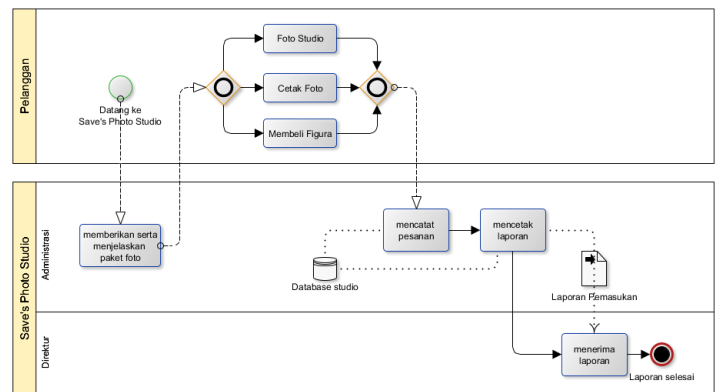 Pelanggan
Datang ke
Save's Photo Studio
Foto Studio
Cetak Foto
Membeli Figura
Save's Photo Studio
Administrasi
memberikan serta
menjelaskan
paket foto
mencatat
pesanan
mencetak
laporan
Database studio
Laporan Pemasukan
Direktur
menerima
laporan
Laporan selesai